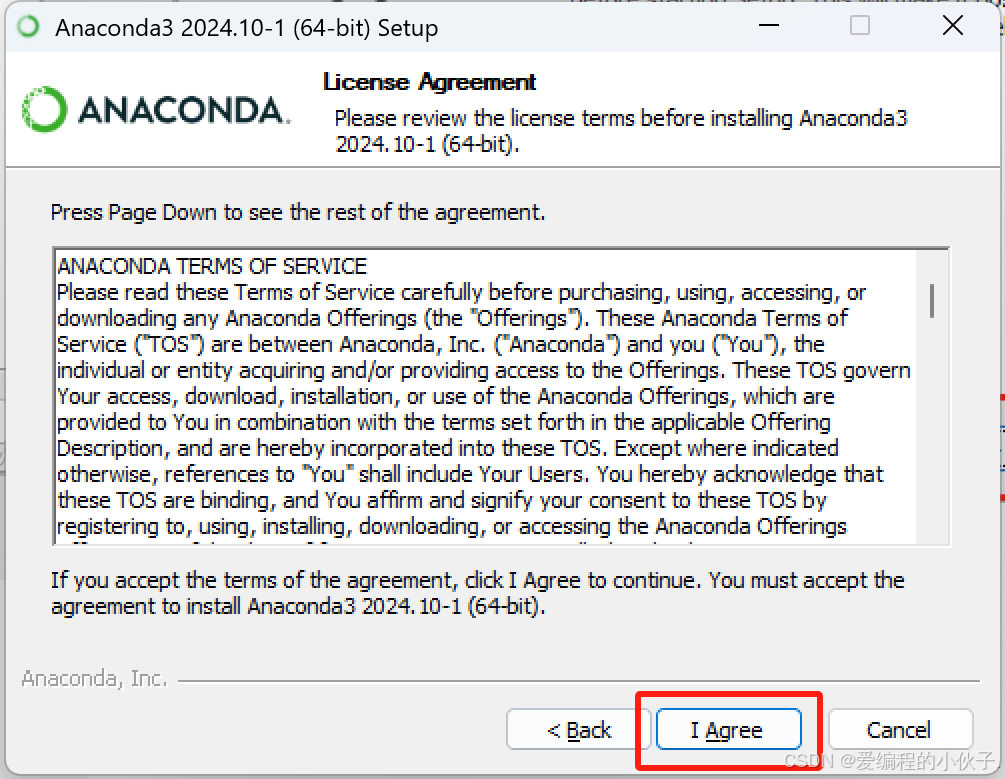 Anaconda3 2024.10-1 (64-bit) Setup
ANACONDA.
License Agreement
Please review the license terms before installing Anaconda3
2024.10-1 (64-bit).
Press Page Down to see the rest of the agreement.
ANACONDA TERMS OF SERVICE
Please read these Terms of Service carefully before purchasing, using, accessing, or
downloading any Anaconda Offerings (the "Offerings"). These Anaconda Terms of
Service ("TOS") are between Anaconda, Inc. ("Anaconda") and you ("You"), the
individual or entity acquiring and/or providing access to the Offerings. These TOS govern
Your access, download, installation, or use of the Anaconda Offerings, which are
provided to You in combination with the terms set forth in the applicable Offering
Description, and are hereby incorporated into these TOS. Except where indicated
otherwise, references to "You" shall include Your Users. You hereby acknowledge that
these TOS are binding, and You affirm and signify your consent to these TOS by
registering to, using, installing, downloading, or accessing the Anaconda Offerings
If you accept the terms of the agreement, click I Agree to continue. You must accept the
agreement to install Anaconda3 2024.10-1 (64-bit).
Anaconda, Inc.
< Back
I Agree
Cancel
CSDN @爱编程的小伙子